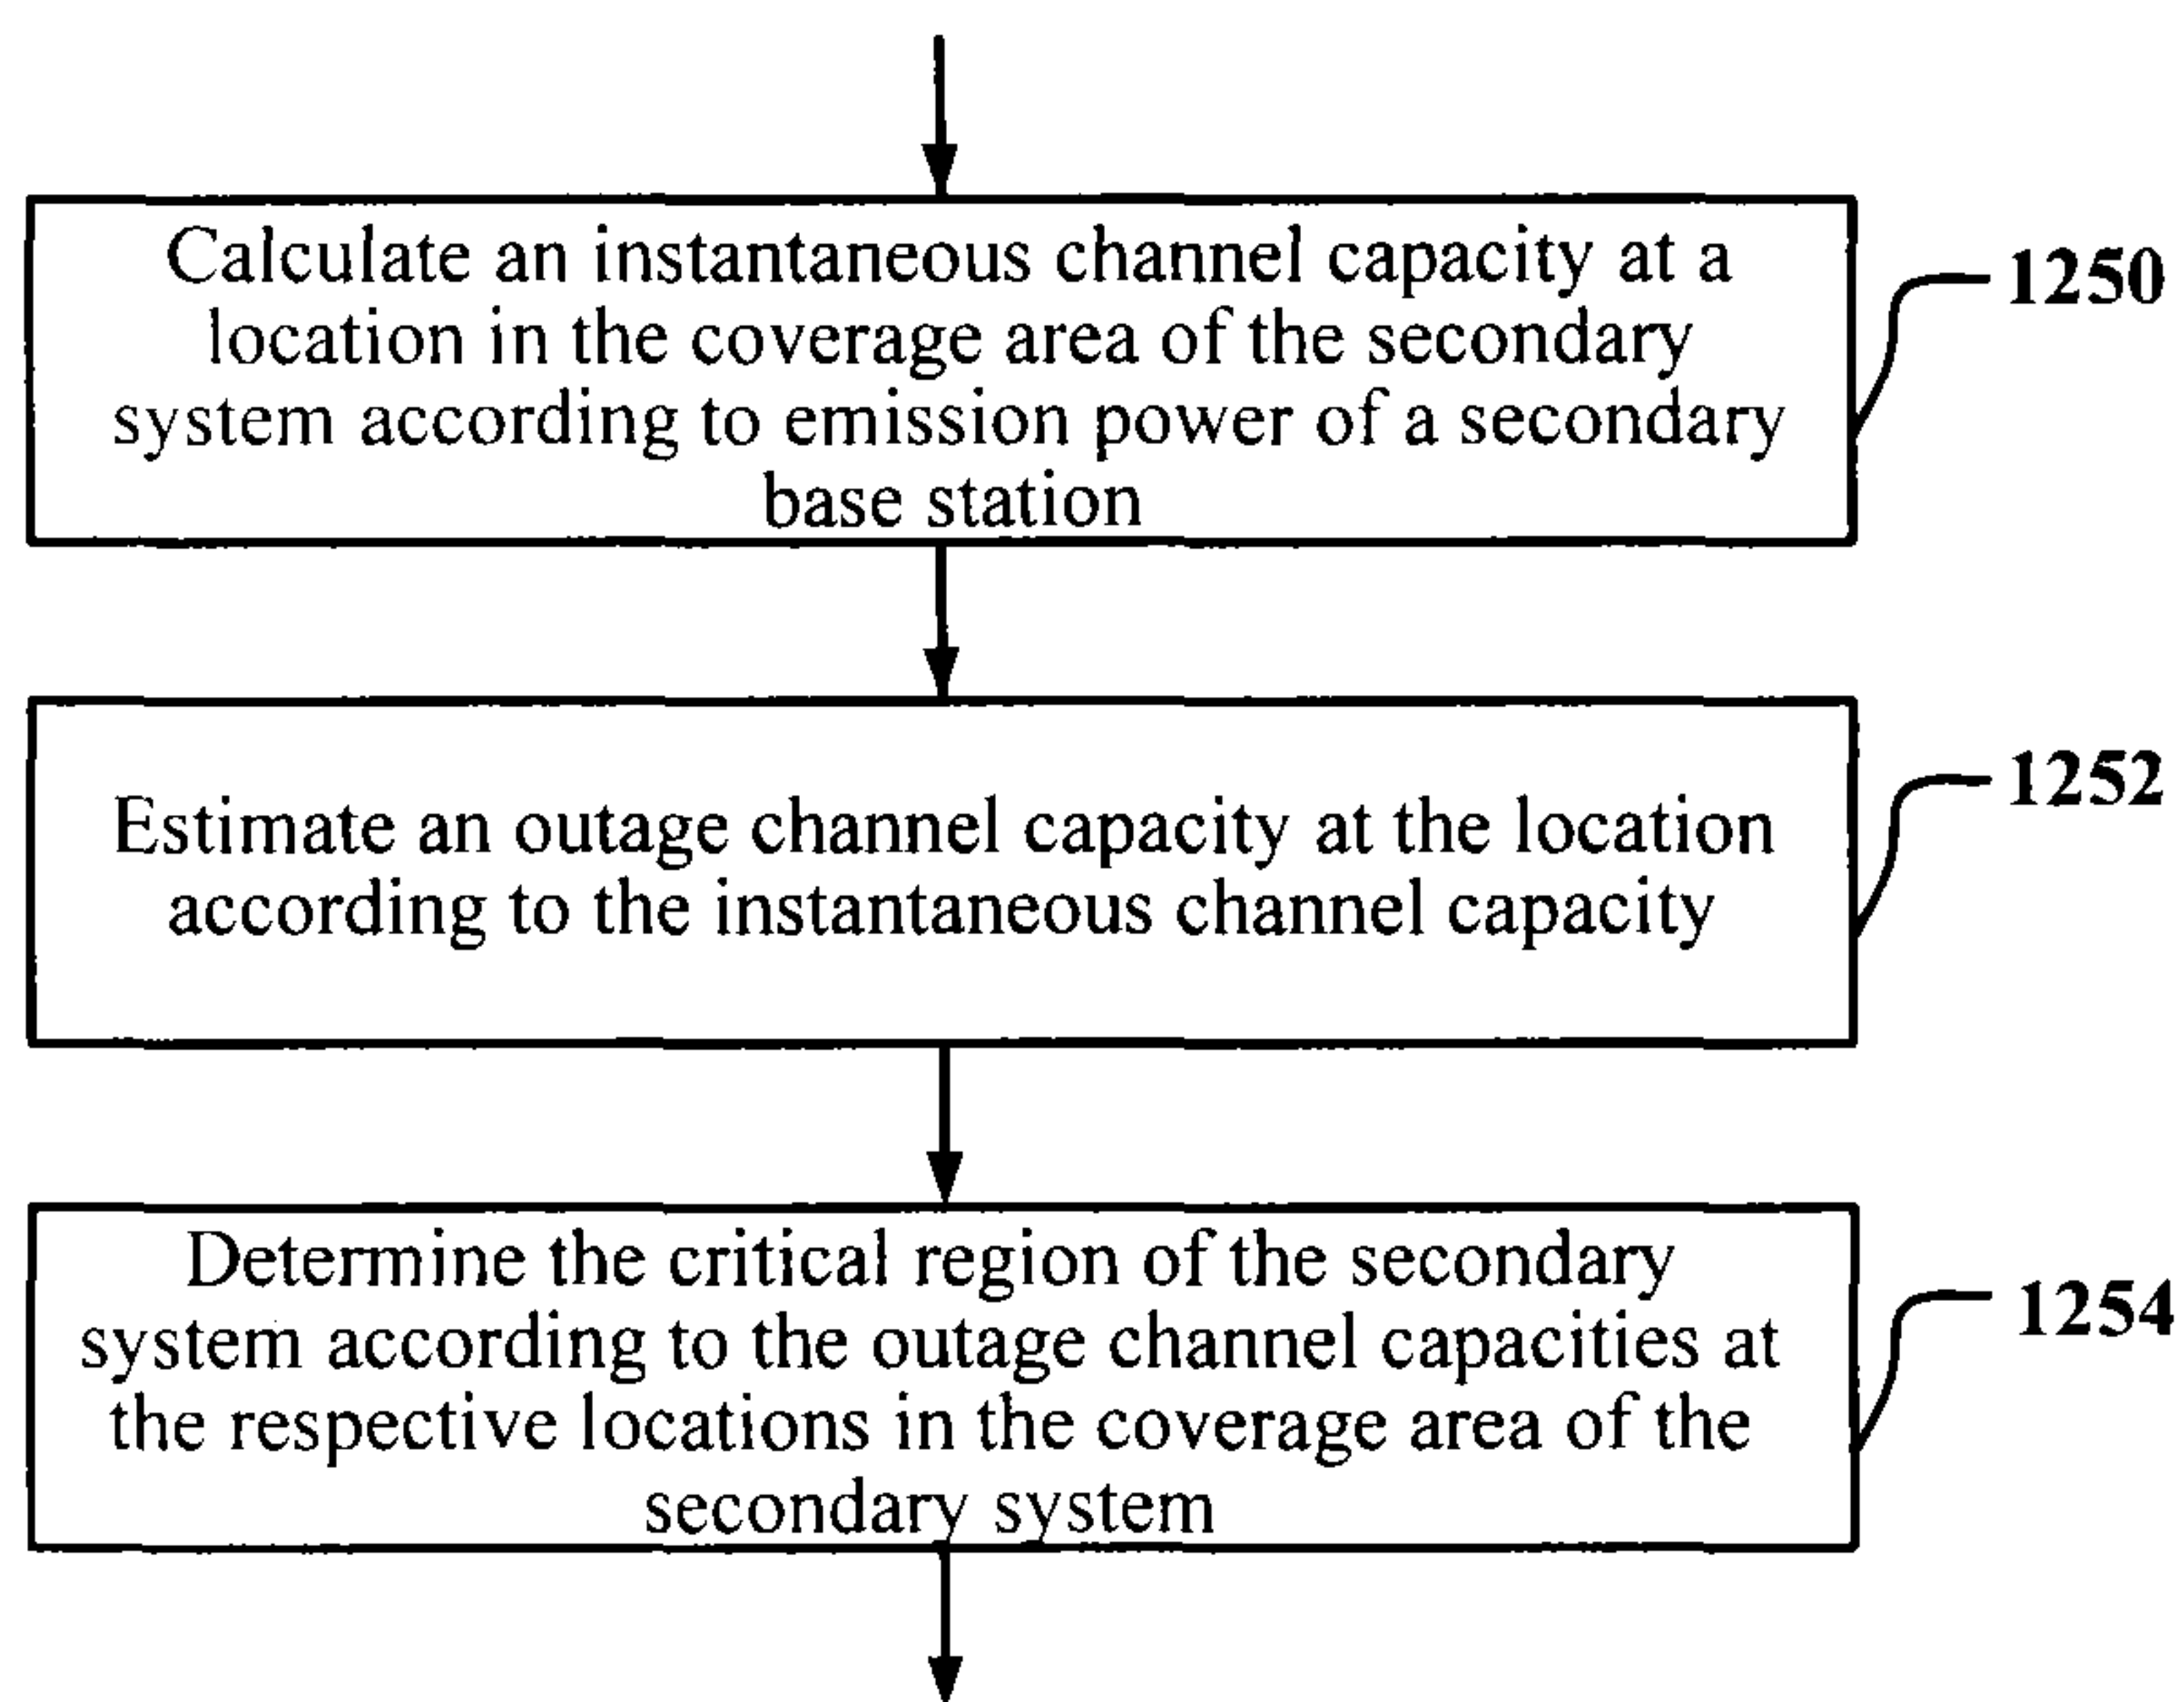 Calculate an instantaneous channel capacity at a
location in the coverage area of the secondary
system according to emission power of a secondary
base station
1250
Estimate an outage channel capacity at the location
according to the instantaneous channel capacity
1252
Determine the critical region of the secondary
system according to the outage channel capacities at
the respective locations in the coverage area of the
secondary system
1254